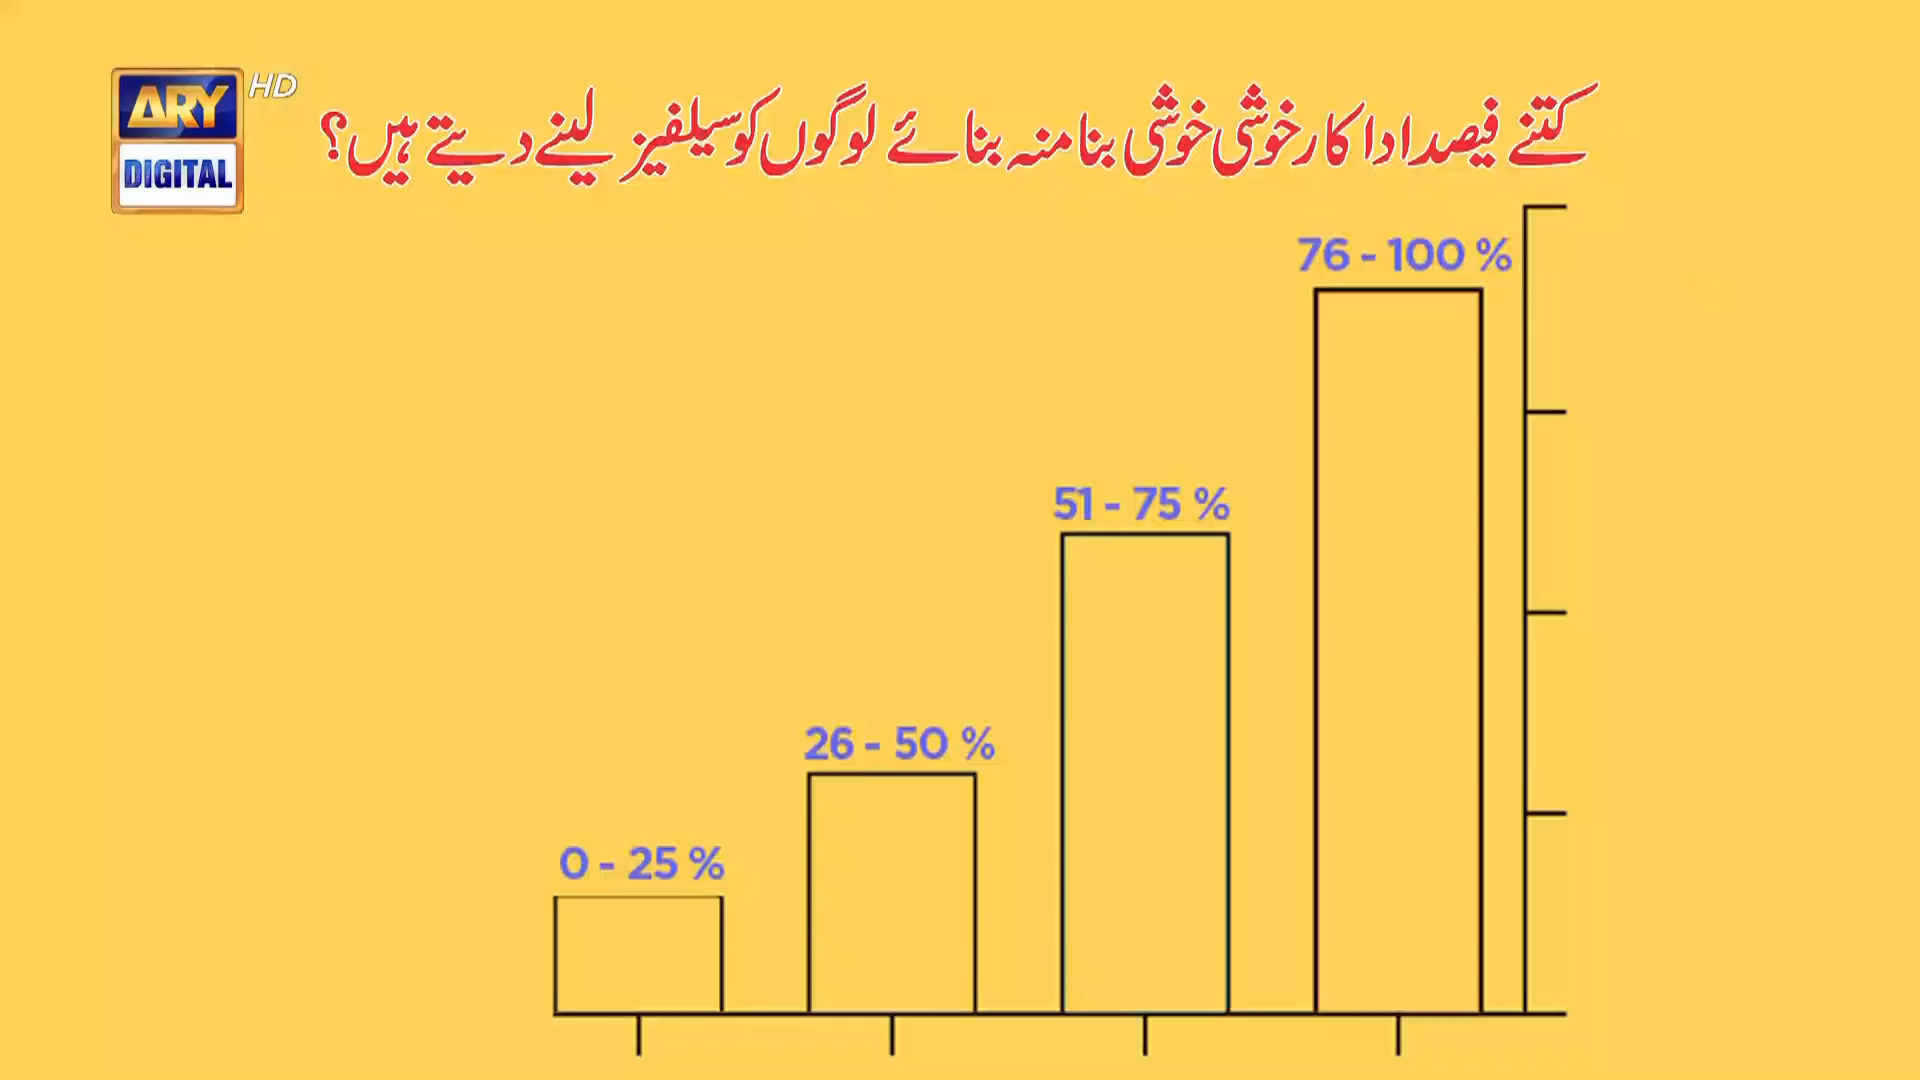 ARY HD
DIGITAL
کتنے فیصد اداکار خوشی خوشی بنا منہ بنائے لوگوں کو سیلفیز لینے دیتے ہیں؟
76 - 100 %
51 - 75 %
26 - 50 %
0 - 25 %